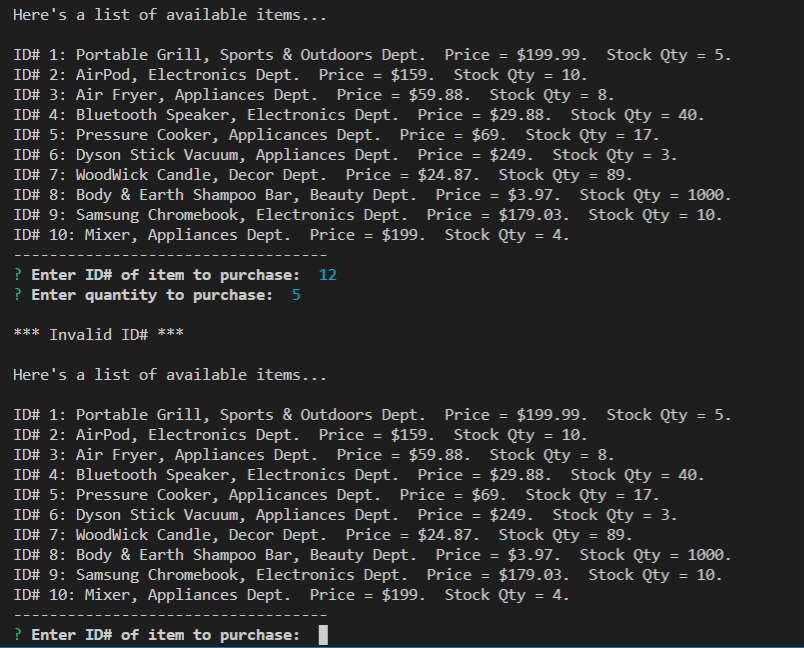 Here's a list of available items...
ID# 1: Portable Grill, Sports & Outdoors Dept.  Price = $199.99.  Stock Qty = 5.
ID# 2: AirPod, Electronics Dept.  Price = $159.  Stock Qty = 10.
ID# 3: Air Fryer, Appliances Dept.  Price = $59.88.  Stock Qty = 8.
ID# 4: Bluetooth Speaker, Electronics Dept.  Price = $29.88.  Stock Qty = 40.
ID# 5: Pressure Cooker, Applicances Dept.  Price = $69.  Stock Qty = 17.
ID# 6: Dyson Stick Vacuum, Appliances Dept.  Price = $249.  Stock Qty = 3.
ID# 7: WoodWick Candle, Decor Dept.  Price = $24.87.  Stock Qty = 89.
ID# 8: Body & Earth Shampoo Bar, Beauty Dept.  Price = $3.97.  Stock Qty = 1000.
ID# 9: Samsung Chromebook, Electronics Dept.  Price = $179.03.  Stock Qty = 10.
ID# 10: Mixer, Appliances Dept.  Price = $199.  Stock Qty = 4.
-----------------------------------
? Enter ID# of item to purchase:  12
? Enter quantity to purchase:  5
*** Invalid ID# ***
Here's a list of available items...
ID# 1: Portable Grill, Sports & Outdoors Dept.  Price = $199.99.  Stock Qty = 5.
ID# 2: AirPod, Electronics Dept.  Price = $159.  Stock Qty = 10.
ID# 3: Air Fryer, Appliances Dept.  Price = $59.88.  Stock Qty = 8.
ID# 4: Bluetooth Speaker, Electronics Dept.  Price = $29.88.  Stock Qty = 40.
ID# 5: Pressure Cooker, Applicances Dept.  Price = $69.  Stock Qty = 17.
ID# 6: Dyson Stick Vacuum, Appliances Dept.  Price = $249.  Stock Qty = 3.
ID# 7: WoodWick Candle, Decor Dept.  Price = $24.87.  Stock Qty = 89.
ID# 8: Body & Earth Shampoo Bar, Beauty Dept.  Price = $3.97.  Stock Qty = 1000.
ID# 9: Samsung Chromebook, Electronics Dept.  Price = $179.03.  Stock Qty = 10.
ID# 10: Mixer, Appliances Dept.  Price = $199.  Stock Qty = 4.
-----------------------------------
? Enter ID# of item to purchase: